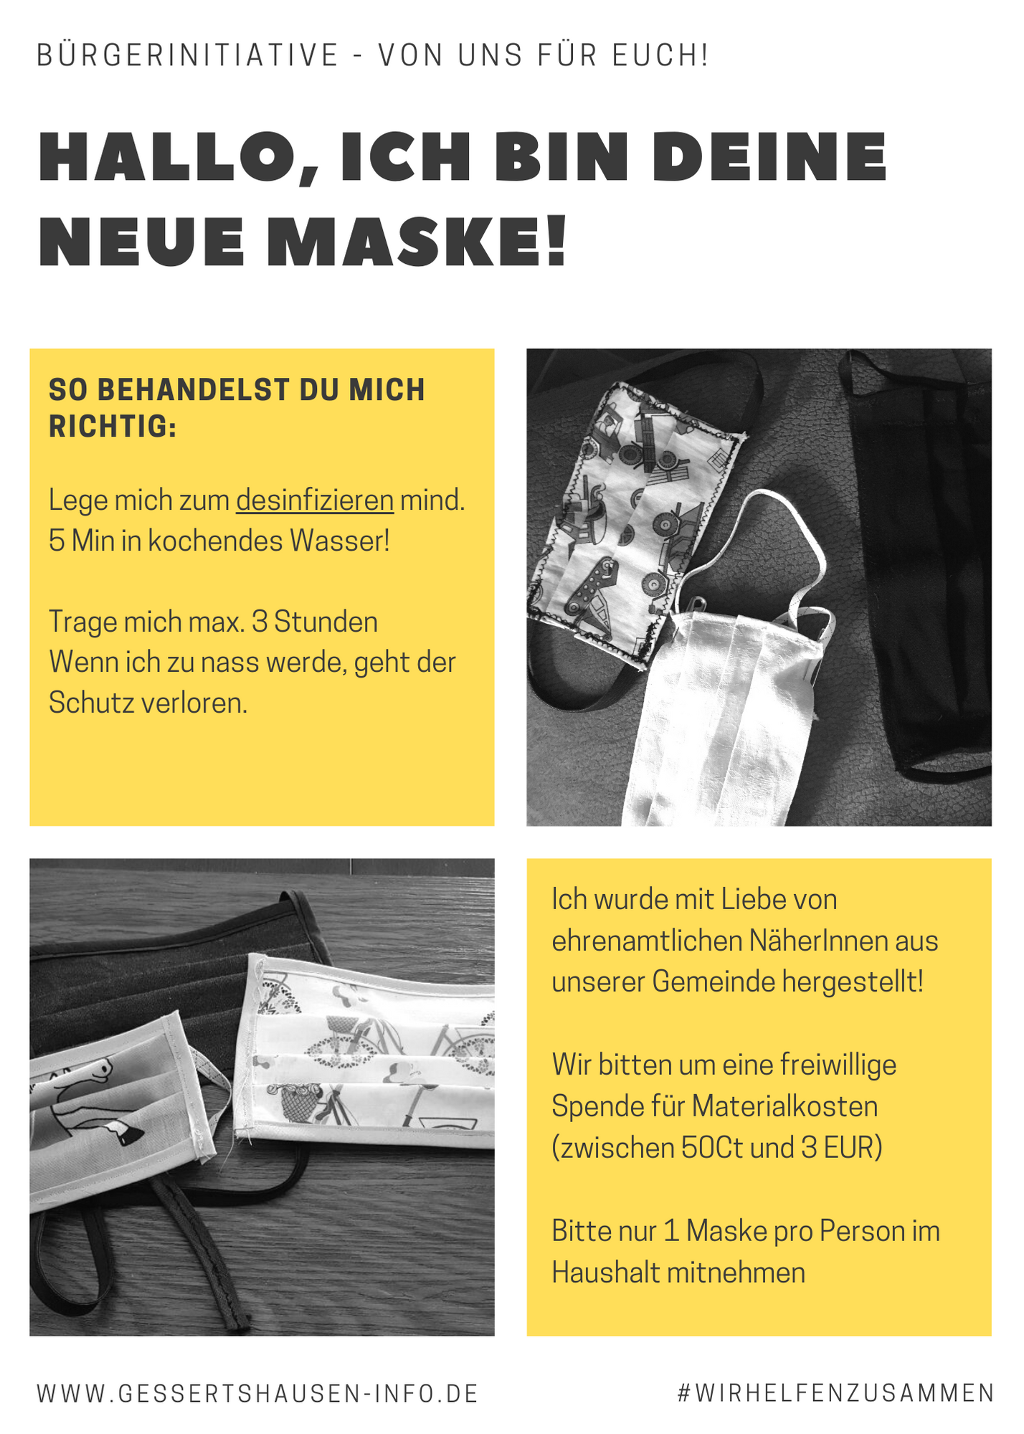 BÜRGERINITIATIVE - VON UNS FÜR EUCH!
HALLO, ICH BIN DEINE
NEUE MASKE!
SO BEHANDELST DU MICH
RICHTIG:
Lege mich zum desinfizieren mind.
5 Min in kochendes Wasser!
Trage mich max. 3 Stunden
Wenn ich zu nass werde, geht der
Schutz verloren.
Ich wurde mit Liebe von
ehrenamtlichen NäherInnen aus
unserer Gemeinde hergestellt!
Wir bitten um eine freiwillige
Spende für Materialkosten
(zwischen 50Ct und 3 EUR)
Bitte nur 1 Maske pro Person im
Haushalt mitnehmen
WWW.GESSERTSHAUSEN-INFO.DE
#WIRHELFENZUSAMMEN